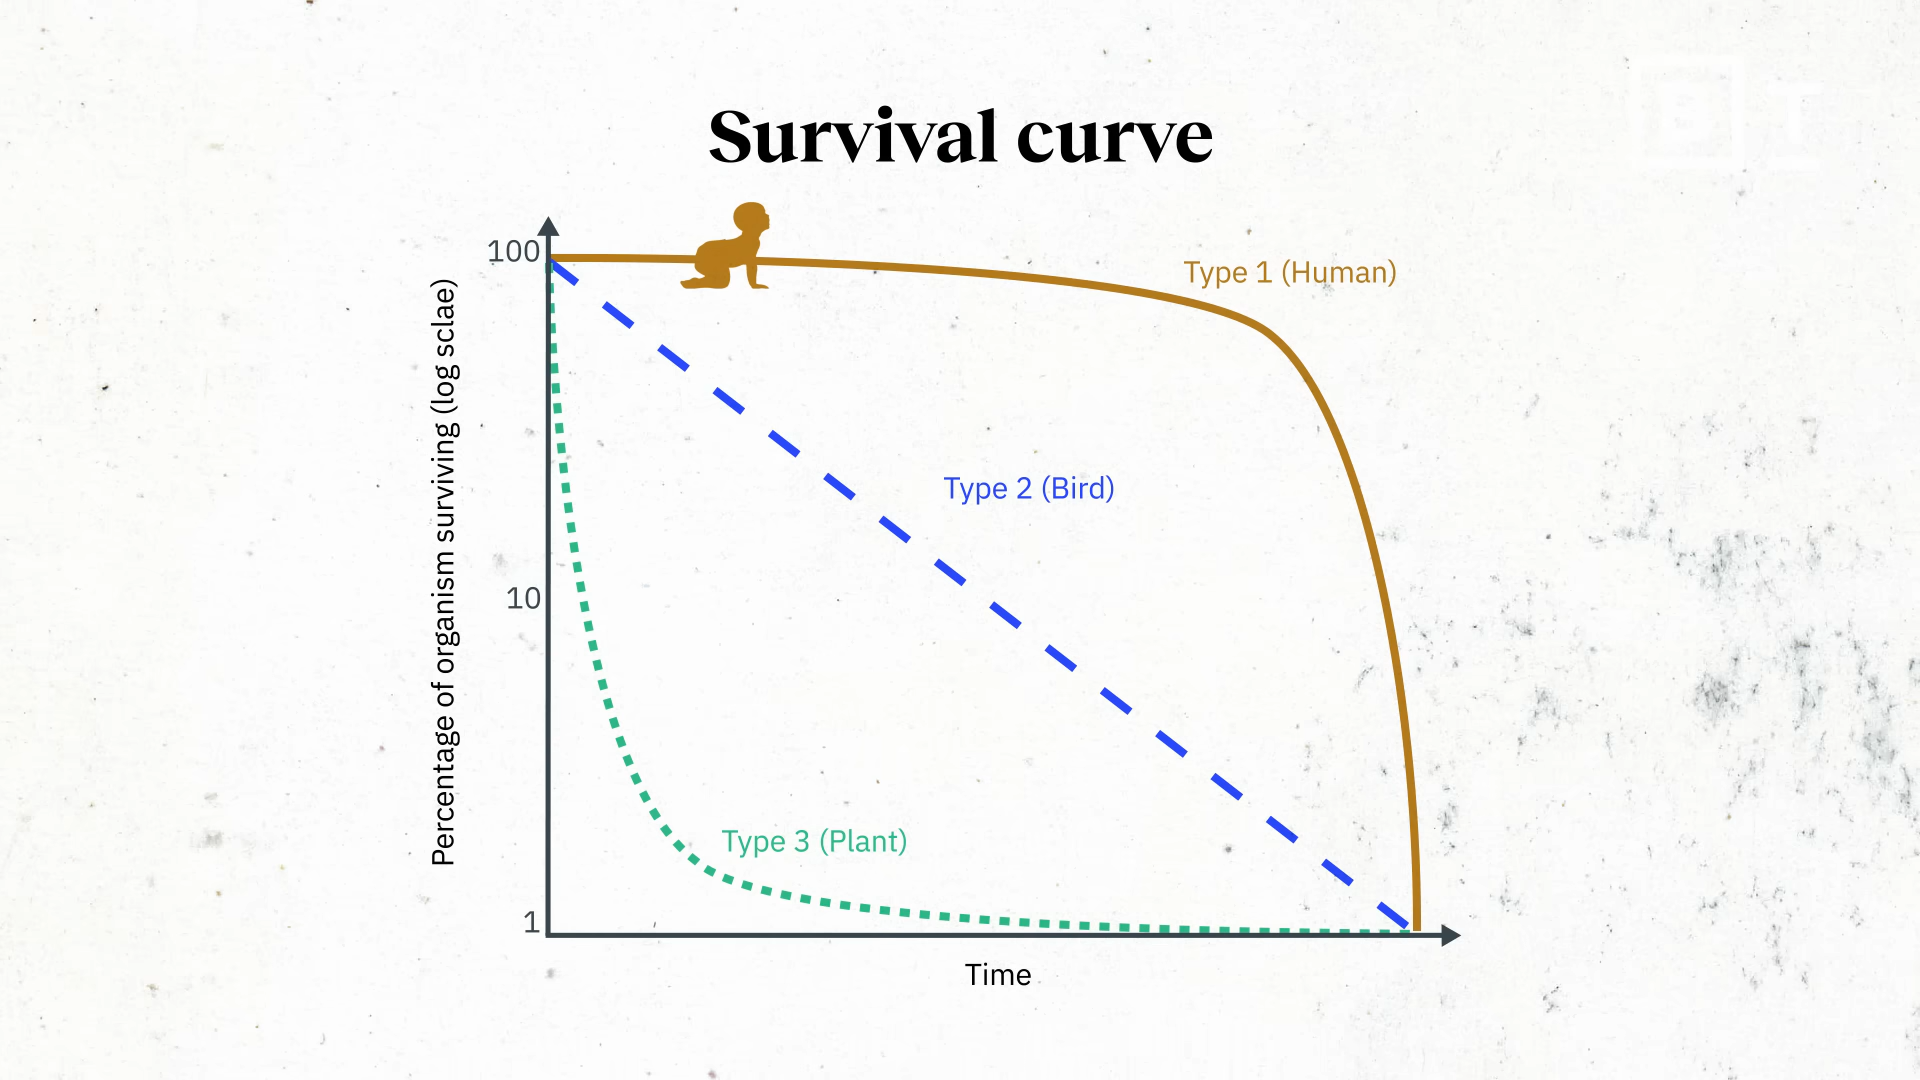 Survival curve
100
Type 1 (Human)
Percentage of organism surviving (log sclae)
Type 2 (Bird)
10
Type 3 (Plant)
1
Time